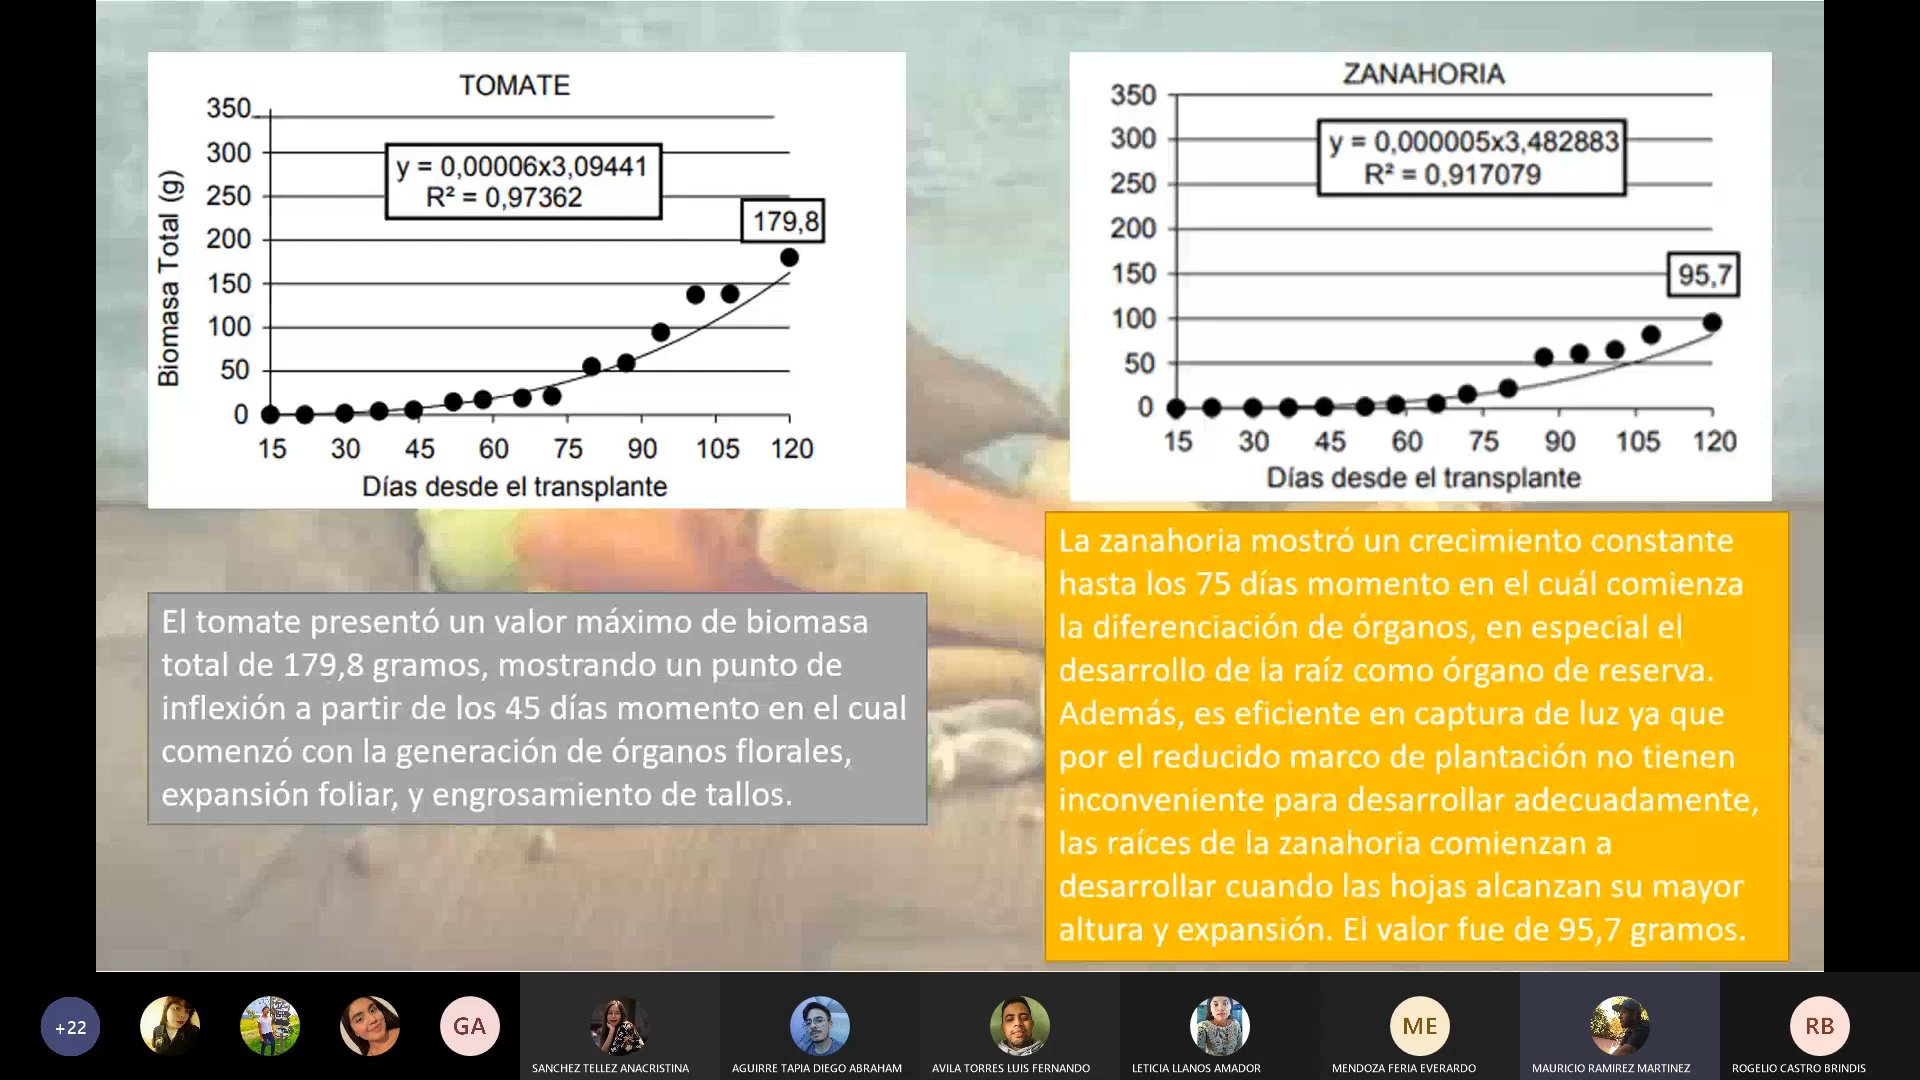 TOMATE
350
300
250
200
150
100
50
0
Biomasa Total (g)
y = 0,00006x3,09441
R² = 0,97362
179,8
15 30 45 60 75 90 105 120
Días desde el transplante
ZANAHORIA
350
300
250
200
150
100
50
0
y = 0,000005x3,482883
R² = 0,917079
95,7
15 30 45 60 75 90 105 120
Días desde el transplante
El tomate presentó un valor máximo de biomasa
total de 179,8 gramos, mostrando un punto de
inflexión a partir de los 45 días momento en el cual
comenzó con la generación de órganos florales,
expansión foliar, y engrosamiento de tallos.
La zanahoria mostró un crecimiento constante
hasta los 75 días momento en el cuál comienza
la diferenciación de órganos, en especial el
desarrollo de la raíz como órgano de reserva.
Además, es eficiente en captura de luz ya que
por el reducido marco de plantación no tienen
inconveniente para desarrollar adecuadamente,
las raíces de la zanahoria comienzan a
desarrollar cuando las hojas alcanzan su mayor
altura y expansión. El valor fue de 95,7 gramos.
+22
GA
ME
RB
SANCHEZ TELLEZ ANACRISTINA
AGUIRRE TAPIA DIEGO ABRAHAM
AVILA TORRES LUIS FERNANDO
LETICIA LLANOS AMADOR
MENDOZA FERIA EVERARDO
MAURICIO RAMIREZ MARTINEZ
ROGELIO CASTRO BRINDIS